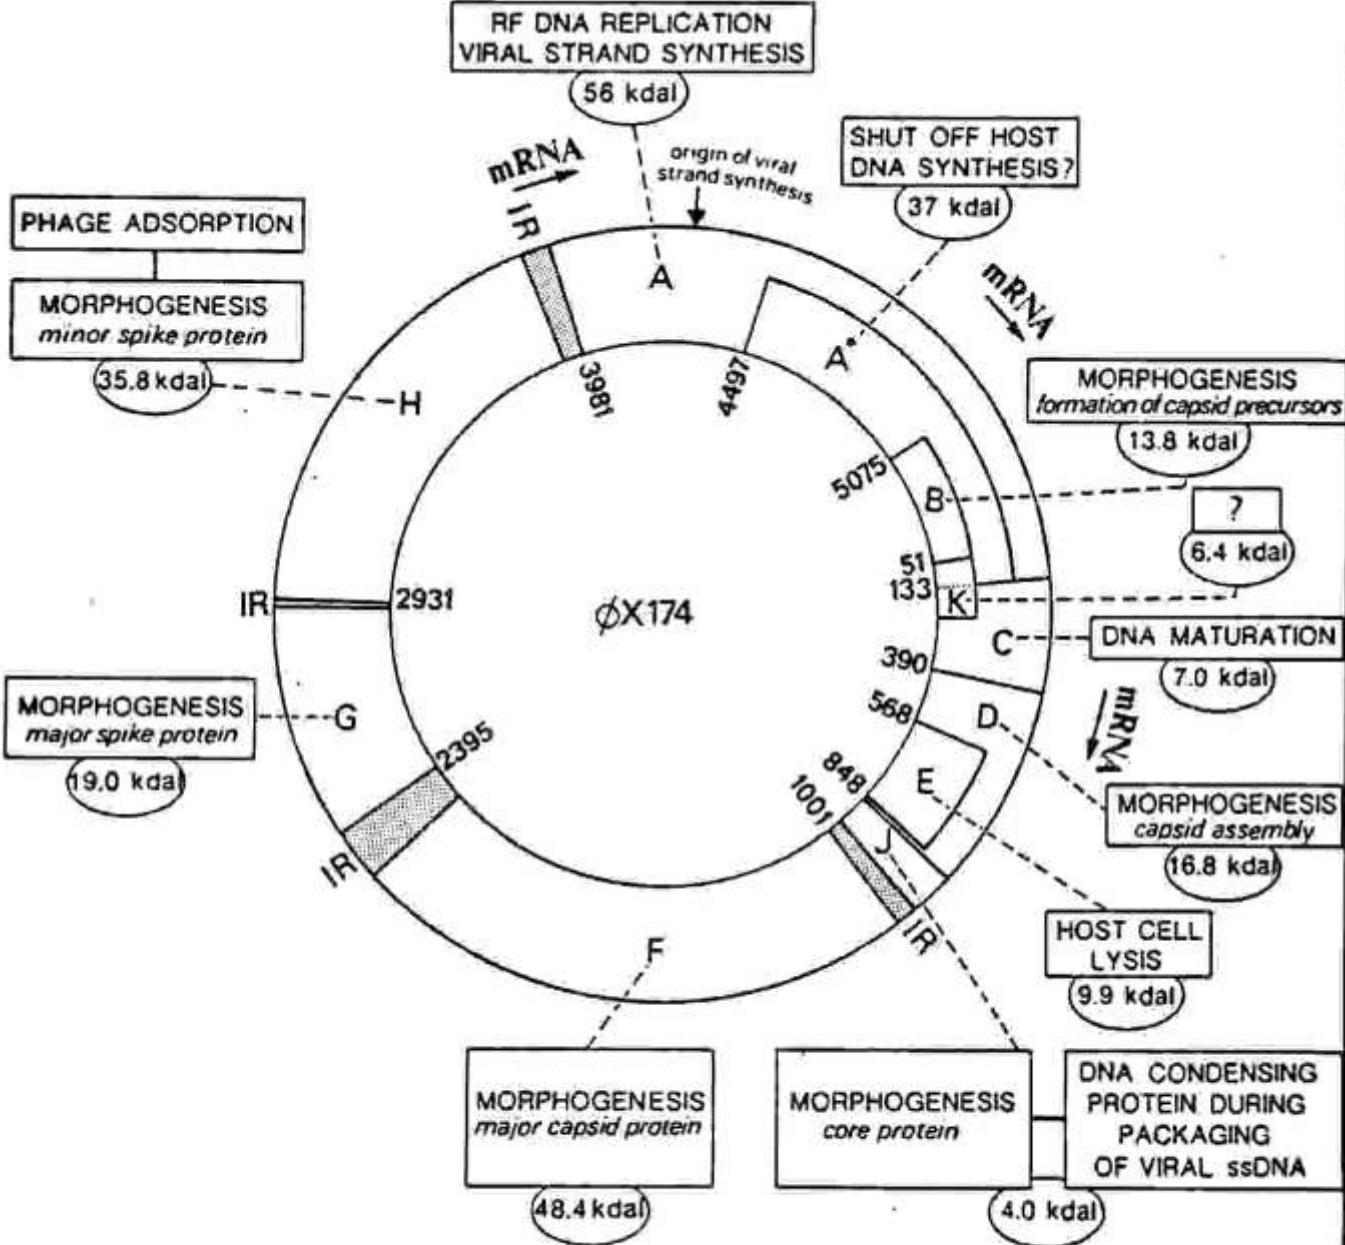 RF DNA REPLICATION
VIRAL STRAND SYNTHESIS
56 kdal
mRNA
origin of viral
strand synthesis
SHUT OFF HOST
DNA SYNTHESIS?
37 kdal
PHAGE ADSORPTION
MORPHOGENESIS
minor spike protein
35.8 kdal
IR
A
mRNA
A*
H
3981
4497
MORPHOGENESIS
formation of capsid precursors
13.8 kdal
5075
B
?
6.4 kdal
51
133
K
IR
2931
φX174
C
DNA MATURATION
7.0 kdal
390
MORPHOGENESIS
major spike protein
19.0 kdal
G
568
D
mRNA
2395
848
E
1001
J
MORPHOGENESIS
capsid assembly
16.8 kdal
IR
IR
F
HOST CELL
LYSIS
9.9 kdal
MORPHOGENESIS
major capsid protein
48.4 kdal
MORPHOGENESIS
core protein
DNA CONDENSING
PROTEIN DURING
PACKAGING
OF VIRAL ssDNA
4.0 kdal